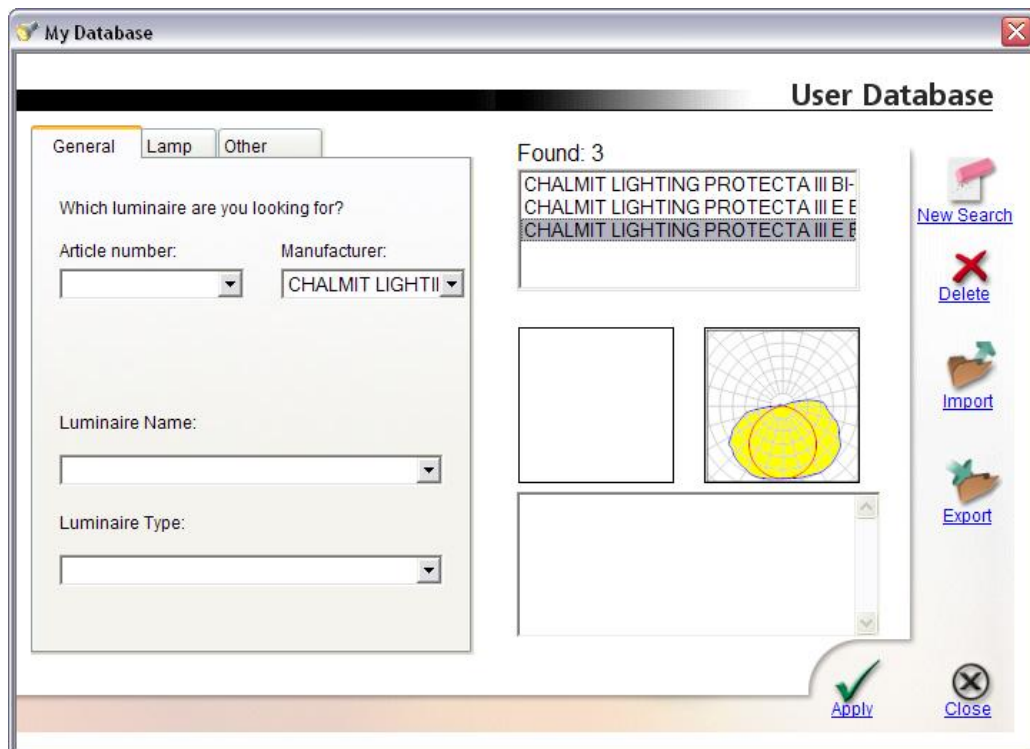 My Database
User Database
General
Lamp
Other
Which luminaire are you looking for?
Article number:
Manufacturer:
CHALMIT LIGHTII
Luminaire Name:
Luminaire Type:
Found: 3
CHALMIT LIGHTING PROTECTA III BI-
CHALMIT LIGHTING PROTECTA III E E
CHALMIT LIGHTING PROTECTA III E E
New Search
Delete
Import
Export
Apply
Close